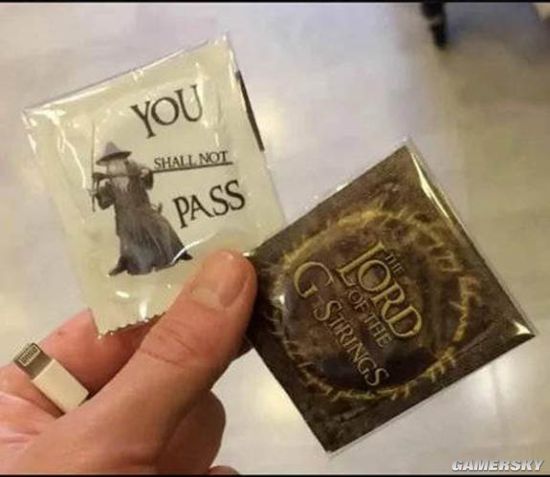 YOU
SHALL NOT
PASS
THE
LORD
OF THE
G-STRINGS
GAMERSKY